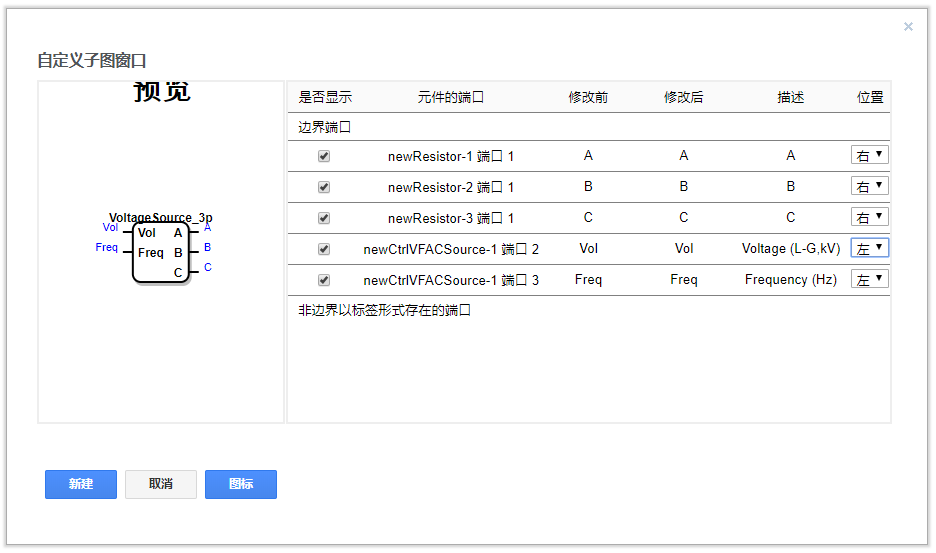 ×
自定义子图窗口
预览
VoltageSource_3p
Vol Vol A A
Freq Freq B B
C C
是否显示 元件的端口 修改前 修改后 描述 位置
边界端口
newResistor-1 端口 1 A A A 右
newResistor-2 端口 1 B B B 右
newResistor-3 端口 1 C C C 右
newCtrlVFACSource-1 端口 2 Vol Vol Voltage (L-G,kV) 左
newCtrlVFACSource-1 端口 3 Freq Freq Frequency (Hz) 左
非边界以标签形式存在的端口
新建 取消 图标